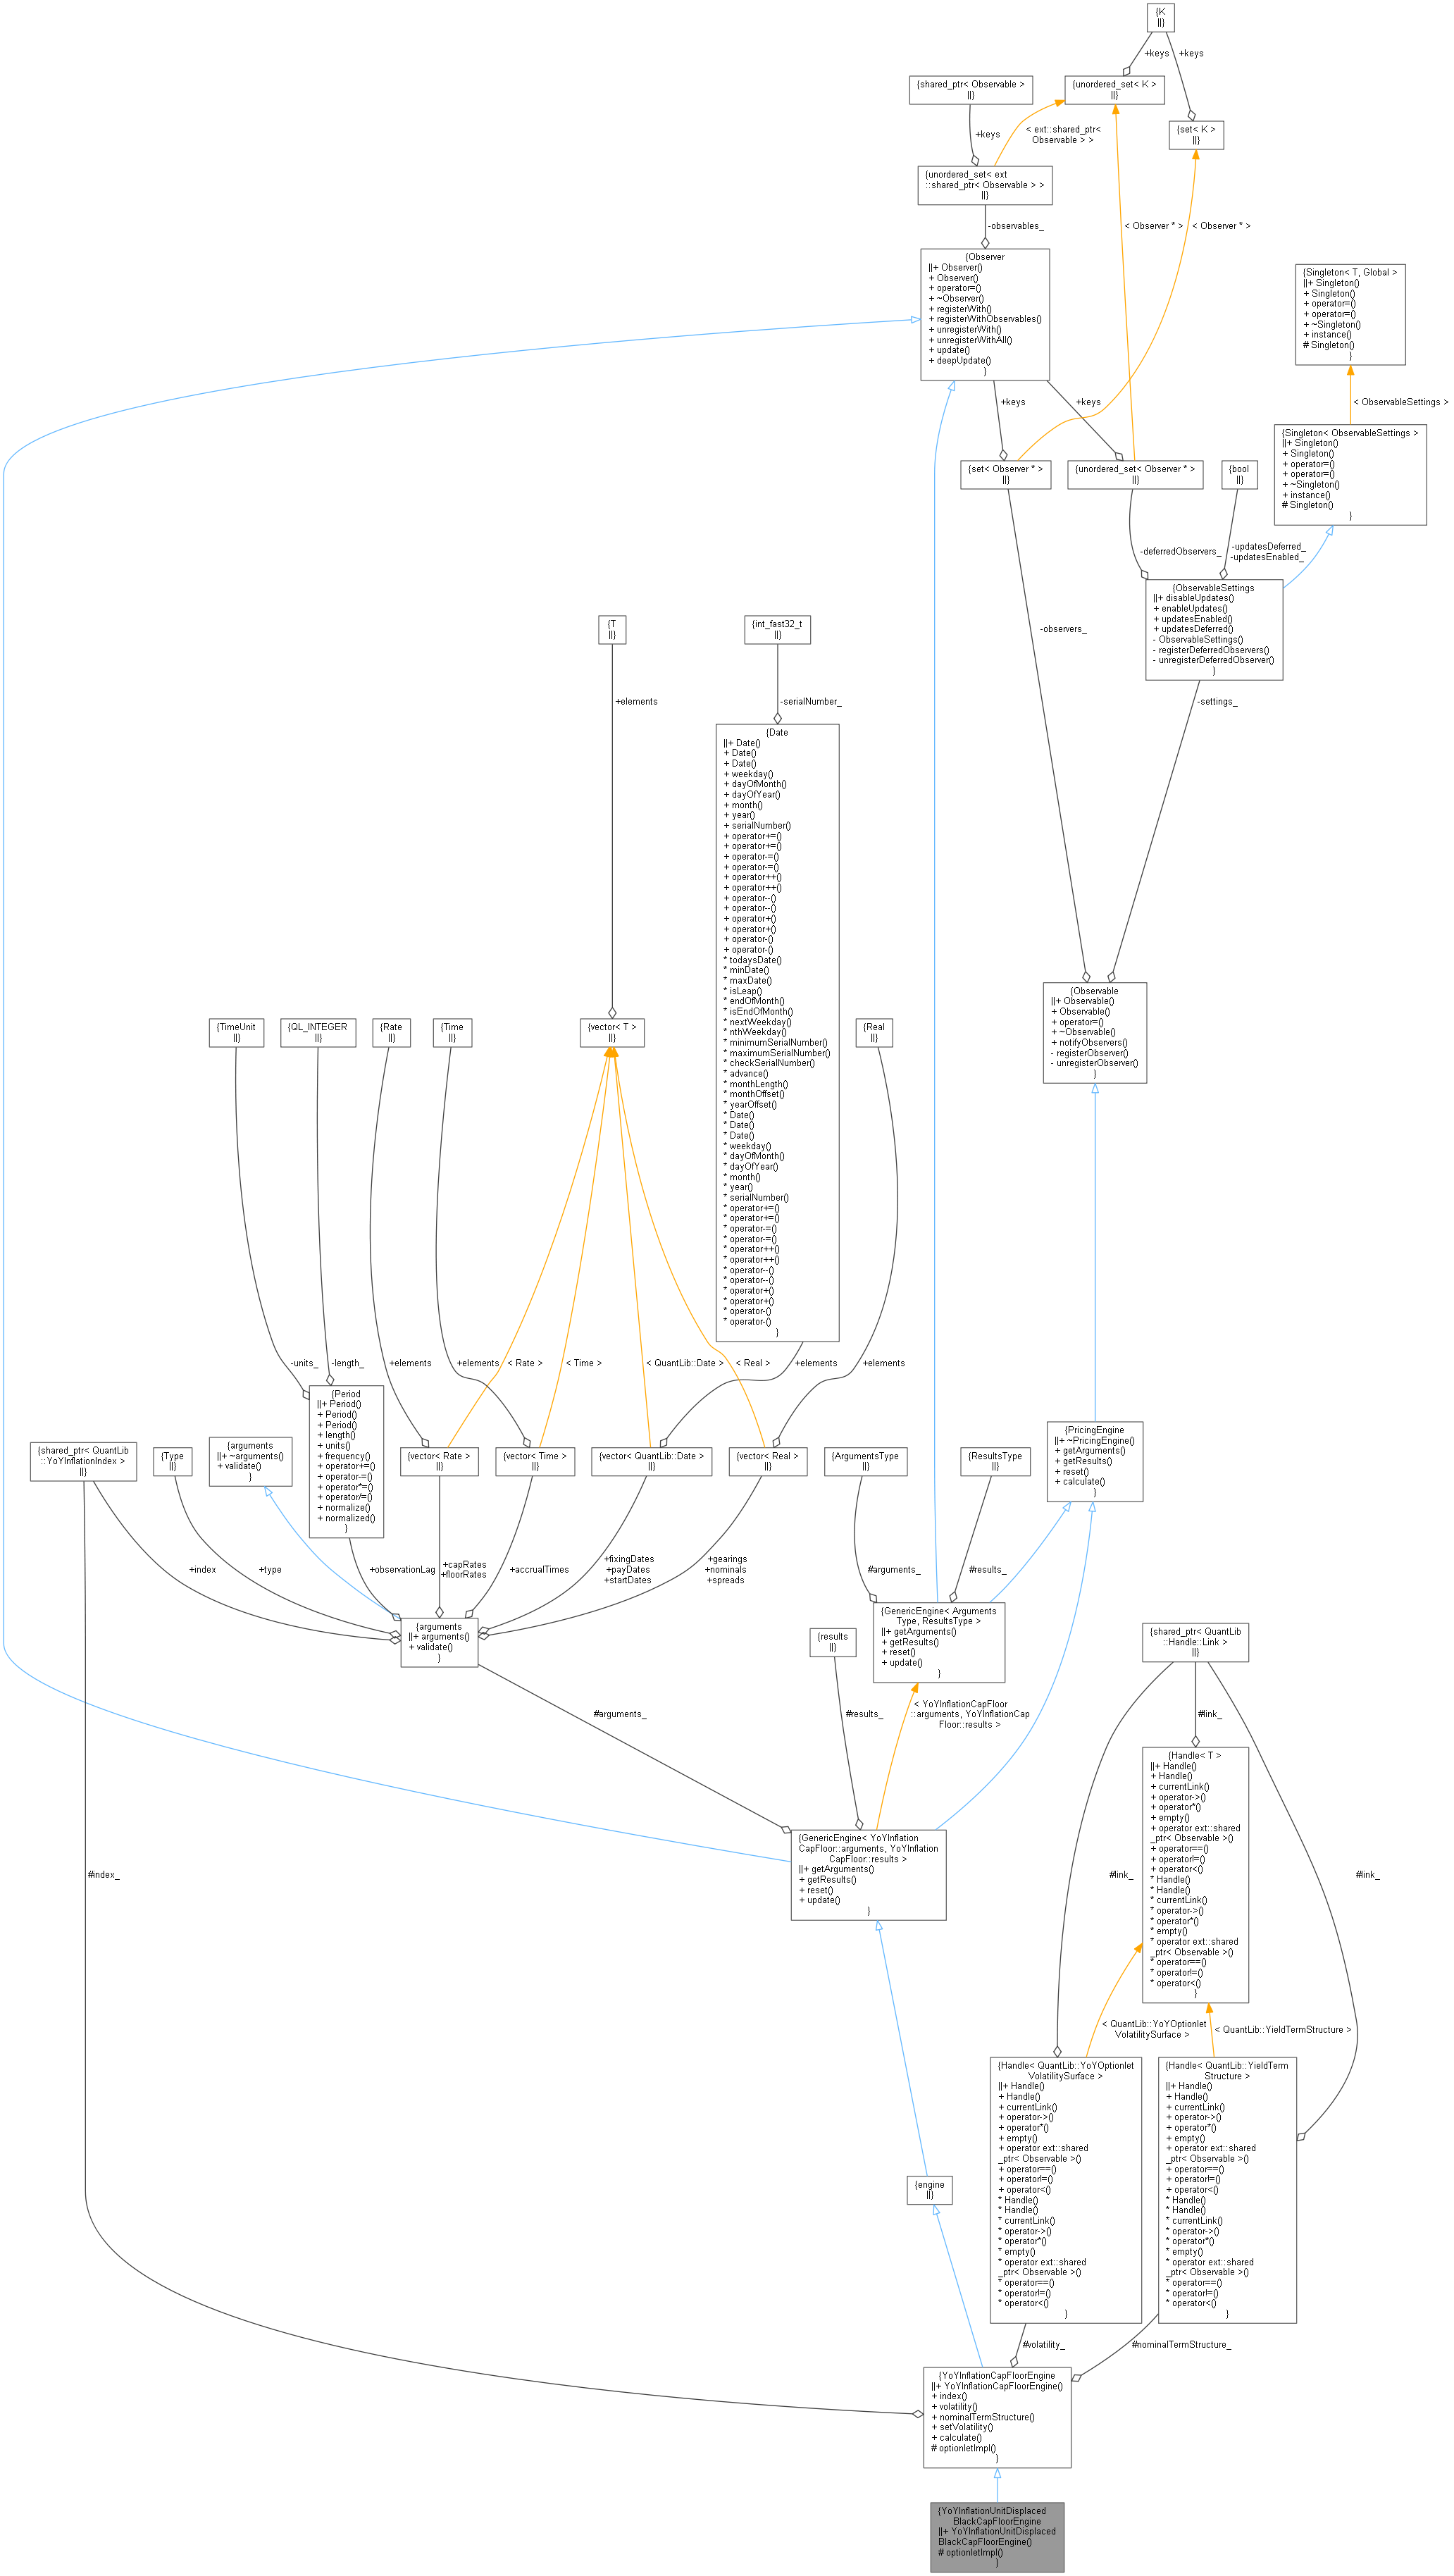 {K
||}
+keys
+keys
{shared_ptr< Observable >
||}
{unordered_set< K >
||}
{set< K >
||}
+keys
< ext::shared_ptr<
Observable > >
{unordered_set< ext
::shared_ptr< Observable > >
||}
-observables_
< Observer * >
< Observer * >
{Observer
||+ Observer()
+ Observer()
+ operator=()
+ ~Observer()
+ registerWith()
+ registerWithObservables()
+ unregisterWith()
+ unregisterWithAll()
+ update()
+ deepUpdate()
}
{Singleton< T, Global >
||+ Singleton()
+ Singleton()
+ operator=()
+ operator=()
+ ~Singleton()
+ instance()
# Singleton()
}
+keys
+keys
< ObservableSettings >
{Singleton< ObservableSettings >
||+ Singleton()
+ Singleton()
+ operator=()
+ operator=()
+ ~Singleton()
+ instance()
# Singleton()
}
{set< Observer * >
||}
{unordered_set< Observer * >
||}
{bool
||}
-deferredObservers_
-updatesDeferred_
-updatesEnabled_
{ObservableSettings
||+ disableUpdates()
+ enableUpdates()
+ updatesEnabled()
+ updatesDeferred()
- ObservableSettings()
- registerDeferredObservers()
- unregisterDeferredObserver()
}
-observers_
-settings_
{T
||}
+elements
{int_fast32_t
||}
-serialNumber_
{Date
||+ Date()
+ Date()
+ Date()
+ weekday()
+ dayOfMonth()
+ dayOfYear()
+ month()
+ year()
+ serialNumber()
+ operator+=()
+ operator+=()
+ operator-=()
+ operator-=()
+ operator++()
+ operator++()
+ operator--()
+ operator--()
+ operator+()
+ operator+()
+ operator-()
+ operator-()
* todaysDate()
* minDate()
* maxDate()
* isLeap()
* endOfMonth()
* isEndOfMonth()
* nextWeekday()
* nthWeekday()
* minimumSerialNumber()
* maximumSerialNumber()
* checkSerialNumber()
* advance()
* monthLength()
* monthOffset()
* yearOffset()
* Date()
* Date()
* Date()
* weekday()
* dayOfMonth()
* dayOfYear()
* month()
* year()
* serialNumber()
* operator+=()
* operator+=()
* operator-=()
* operator-=()
* operator++()
* operator++()
* operator--()
* operator--()
* operator+()
* operator+()
* operator-()
* operator-()
}
{Observable
||+ Observable()
+ Observable()
+ operator=()
+ ~Observable()
+ notifyObservers()
- registerObserver()
- unregisterObserver()
}
{TimeUnit
||}
{QL_INTEGER
||}
{Rate
||}
{Time
||}
{vector< T >
||}
{Real
||}
-units_
-length_
+elements
< Rate >
+elements
< Time >
< QuantLib::Date >
< Real >
+elements
+elements
{Period
||+ Period()
+ Period()
+ Period()
+ length()
+ units()
+ frequency()
+ operator+=()
+ operator-=()
+ operator*=()
+ operator/=()
+ normalize()
+ normalized()
}
{shared_ptr< QuantLib
::YoYInflationIndex >
||}
{Type
||}
{arguments
||+ ~arguments()
+ validate()
}
{vector< Rate >
||}
{vector< Time >
||}
{vector< QuantLib::Date >
||}
{vector< Real >
||}
{ArgumentsType
||}
{ResultsType
||}
{PricingEngine
||+ ~PricingEngine()
+ getArguments()
+ getResults()
+ reset()
+ calculate()
}
+index
+type
+observationLag
+capRates
+floorRates
+accrualTimes
+fixingDates
+payDates
+startDates
+gearings
+nominals
+spreads
#arguments_
#results_
{arguments
||+ arguments()
+ validate()
}
{results
||}
{GenericEngine< Arguments
Type, ResultsType >
||+ getArguments()
+ getResults()
+ reset()
+ update()
}
{shared_ptr< QuantLib
::Handle::Link >
||}
#arguments_
#results_
< YoYInflationCapFloor
::arguments, YoYInflationCap
Floor::results >
#link_
{Handle< T >
||+ Handle()
+ Handle()
+ currentLink()
+ operator->()
+ operator*()
+ empty()
+ operator ext::shared
_ptr< Observable >()
+ operator==()
+ operator!=()
+ operator<()
* Handle()
* Handle()
* currentLink()
* operator->()
* operator*()
* empty()
* operator ext::shared
_ptr< Observable >()
* operator==()
* operator!=()
* operator<()
}
{GenericEngine< YoYInflation
CapFloor::arguments, YoYInflation
CapFloor::results >
||+ getArguments()
+ getResults()
+ reset()
+ update()
}
#index_
#link_
#link_
< QuantLib::YoYOptionlet
VolatilitySurface >
< QuantLib::YieldTermStructure >
{engine
||}
{Handle< QuantLib::YoYOptionlet
VolatilitySurface >
||+ Handle()
+ Handle()
+ currentLink()
+ operator->()
+ operator*()
+ empty()
+ operator ext::shared
_ptr< Observable >()
+ operator==()
+ operator!=()
+ operator<()
* Handle()
* Handle()
* currentLink()
* operator->()
* operator*()
* empty()
* operator ext::shared
_ptr< Observable >()
* operator==()
* operator!=()
* operator<()
}
{Handle< QuantLib::YieldTerm
Structure >
||+ Handle()
+ Handle()
+ currentLink()
+ operator->()
+ operator*()
+ empty()
+ operator ext::shared
_ptr< Observable >()
+ operator==()
+ operator!=()
+ operator<()
* Handle()
* Handle()
* currentLink()
* operator->()
* operator*()
* empty()
* operator ext::shared
_ptr< Observable >()
* operator==()
* operator!=()
* operator<()
}
#volatility_
#nominalTermStructure_
{YoYInflationCapFloorEngine
||+ YoYInflationCapFloorEngine()
+ index()
+ volatility()
+ nominalTermStructure()
+ setVolatility()
+ calculate()
# optionletImpl()
}
{YoYInflationUnitDisplaced
BlackCapFloorEngine
||+ YoYInflationUnitDisplaced
BlackCapFloorEngine()
# optionletImpl()
}